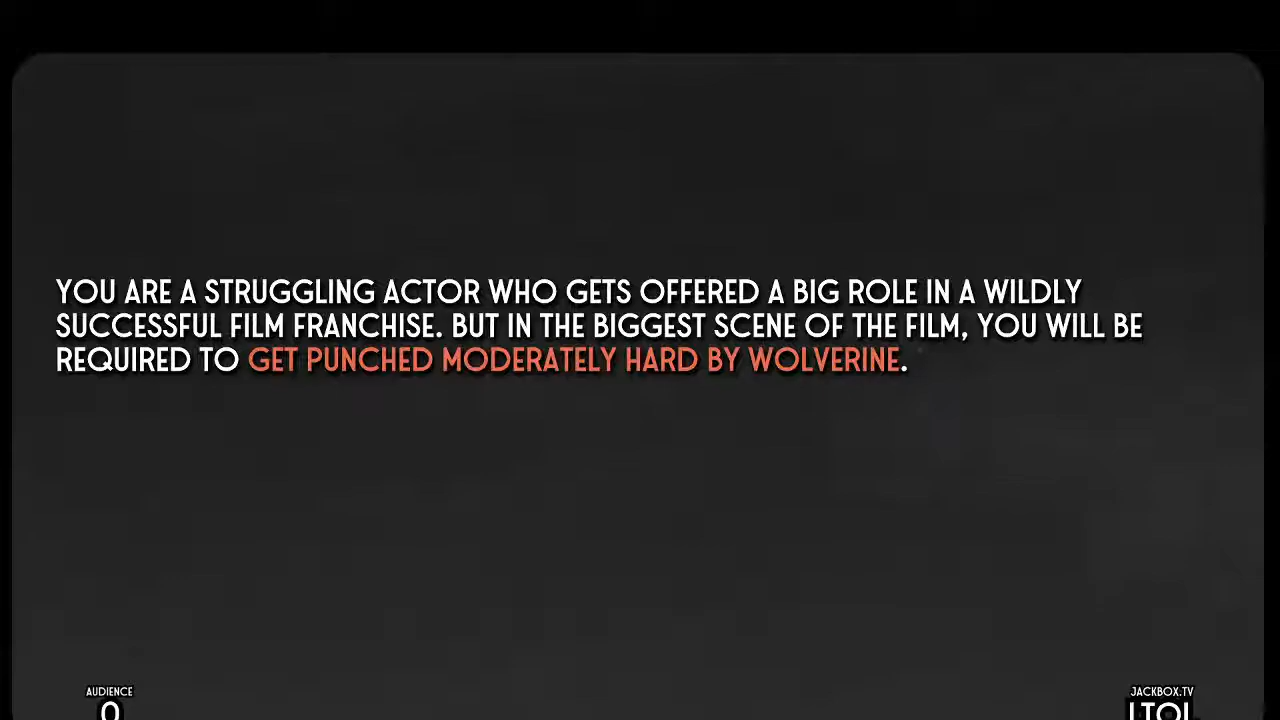 YOU ARE A STRUGGLING ACTOR WHO GETS OFFERED A BIG ROLE IN A WILDLY
SUCCESSFUL FILM FRANCHISE. BUT IN THE BIGGEST SCENE OF THE FILM, YOU WILL BE
REQUIRED TO GET PUNCHED MODERATELY HARD BY WOLVERINE.
AUDIENCE
0
JACKBOX.TV